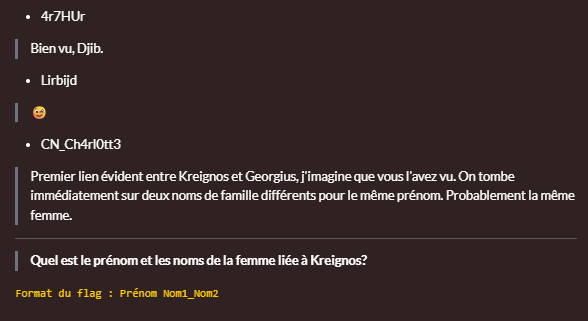 4r7HUr
Bien vu, Djib.
Lirbijd
😄
CN_Ch4rl0tt3
Premier lien évident entre Kreignos et Georgius, j'imagine que vous l'avez vu. On tombe
immédiatement sur deux noms de famille différents pour le même prénom. Probablement la même
femme.
Quel est le prénom et les noms de la femme liée à Kreignos?
Format du flag : Prénom Nom1_Nom2